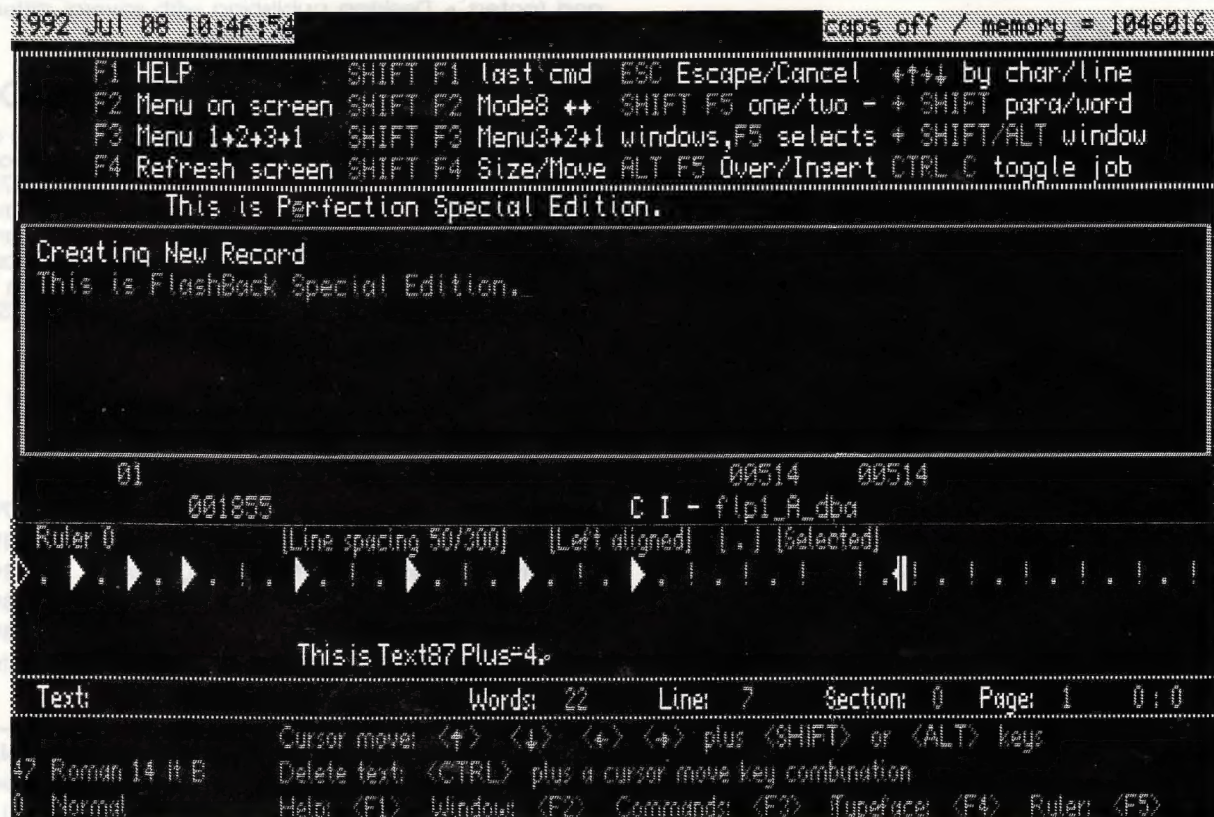 1992 Jul 08 10:46:54 caps off / memory = 1046016
F1 HELP SHIFT F1 last cmd ESC Escape/Cancel ←↑→↓ by char/line
F2 Menu on screen SHIFT F2 Mode8 ↔ SHIFT F5 one/two - + SHIFT para/word
F3 Menu 1→2→3→1 SHIFT F3 Menu3→2→1 windows,F5 selects + SHIFT/ALT window
F4 Refresh screen SHIFT F4 Size/Move ALT F5 Over/Insert CTRL C toggle job
This is Perfection Special Edition.
Creating New Record
This is FlashBack Special Edition._
01 00514 00514
001855 C I - flp1_A_dba
Ruler 0 [Line spacing 50/300] [Left aligned] [.] [Selected]
This is Text87 Plus-4.
Text: Words: 22 Line: 7 Section: 0 Page: 1 0 : 0
Cursor move: <↑> <↓> <←> <→> plus <SHIFT> or <ALT> keys
47 Roman 14 it B Delete text: <CTRL> plus a cursor move key combination
0 Normal Help: <F1> Window: <F2> Commands: <F3> Typeface: <F4> Ruler: <F5>